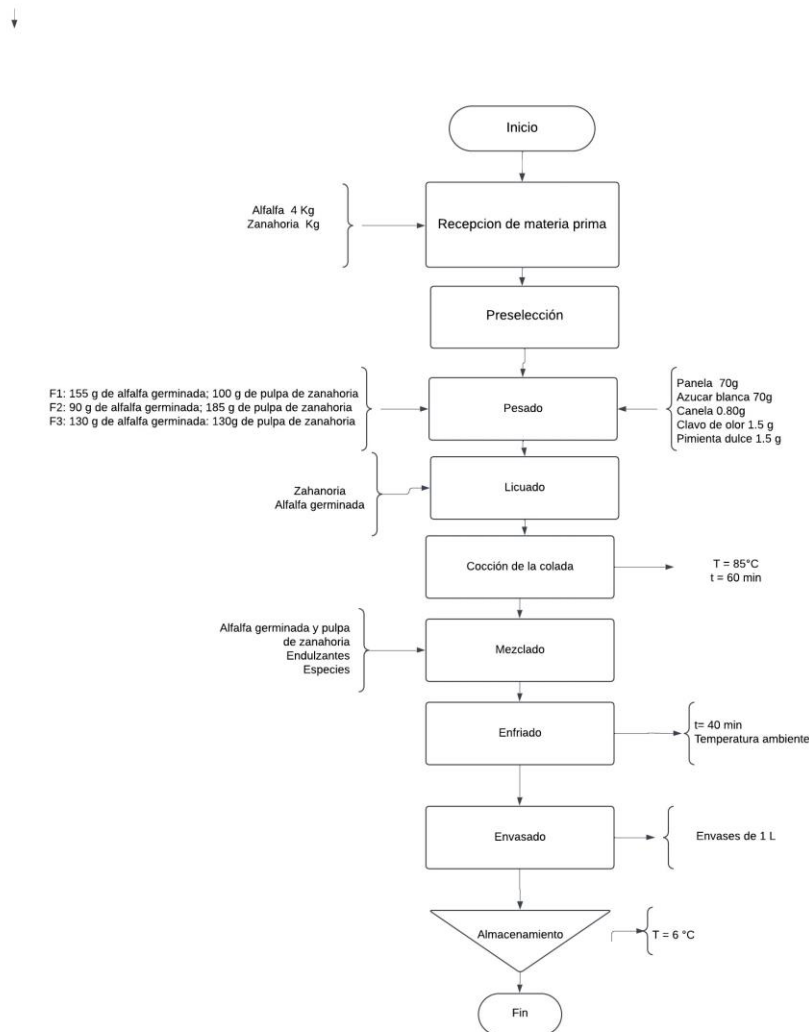 Inicio
Alfalfa 4 Kg
Zanahoria Kg
Recepcion de materia prima
Preselección
F1: 155 g de alfalfa germinada; 100 g de pulpa de zanahoria
F2: 90 g de alfalfa germinada; 185 g de pulpa de zanahoria
F3: 130 g de alfalfa germinada: 130g de pulpa de zanahoria
Pesado
Panela 70g
Azucar blanca 70g
Canela 0.80g
Clavo de olor 1.5 g
Pimienta dulce 1.5 g
Zahanoria
Alfalfa germinada
Licuado
Cocción de la colada
T = 85°C
t = 60 min
Alfalfa germinada y pulpa
de zanahoria
Endulzantes
Especies
Mezclado
Enfriado
t= 40 min
Temperatura ambiente
Envasado
Envases de 1 L
Almacenamiento
T = 6 °C
Fin